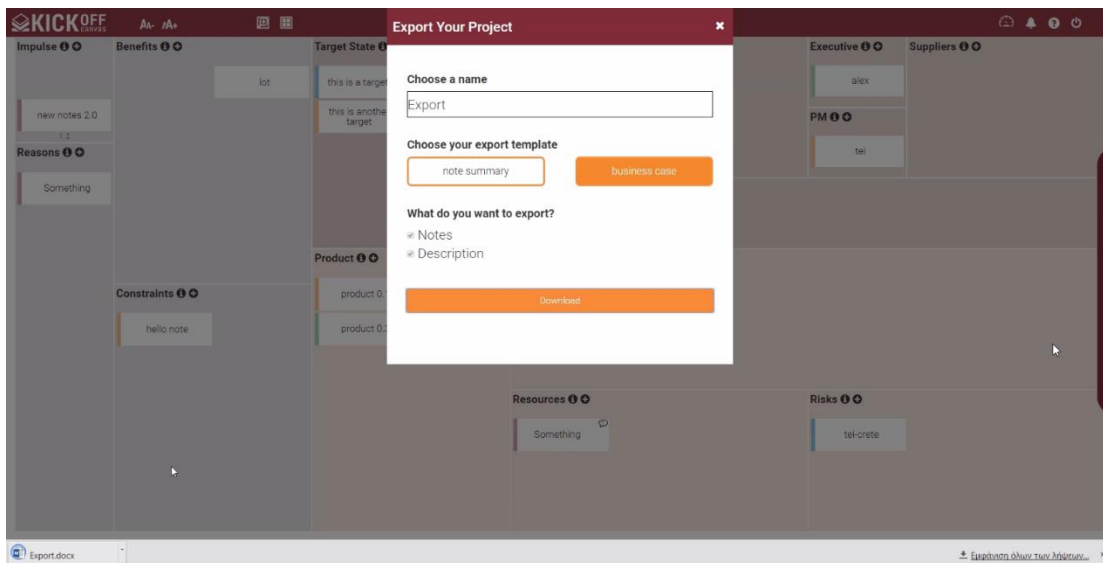 KICKOFF
canvas
AA- AA+
Export Your Project
Impulse
Benefits
Target State
Executive
Suppliers
lot
this is a target
alex
Choose a name
Export
new notes 2.0
this is anothe
target
PM
Reasons
tei
Choose your export template
note summary
business case
Something
What do you want to export?
Notes
Description
Product
Constraints
product 0.
Download
hello note
product 0.
Resources
Risks
Something
tei-crete
Export.docx
Εμφάνιση όλων των λήψεων...